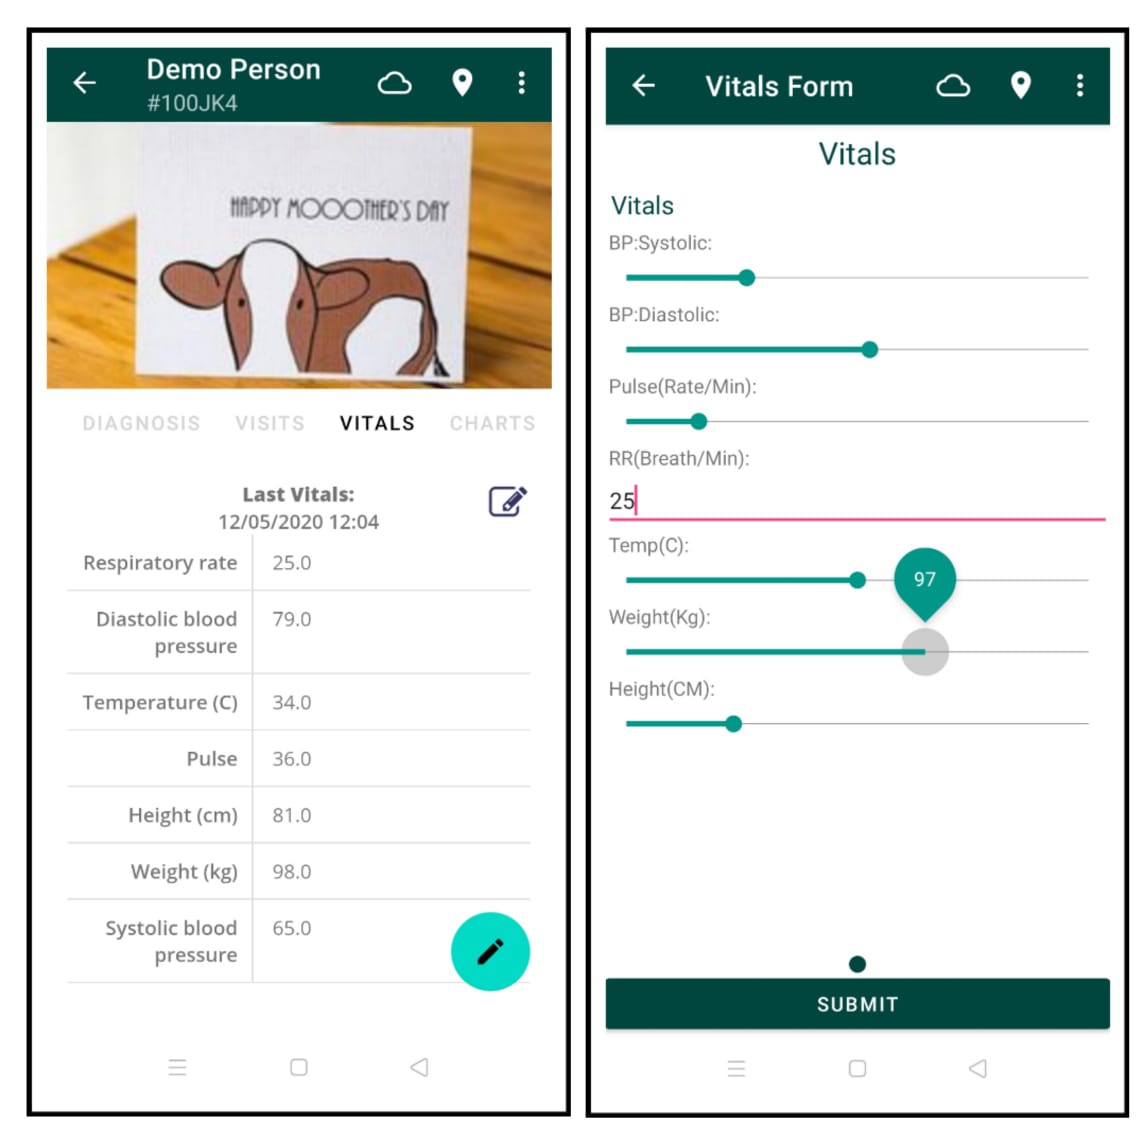 Demo Person
#100JK4
HAPPY MOOOTHER'S DAY
DIAGNOSIS VISITS VITALS CHARTS
Last Vitals:
12/05/2020 12:04
Respiratory rate 25.0
Diastolic blood 79.0
pressure
Temperature (C) 34.0
Pulse 36.0
Height (cm) 81.0
Weight (kg) 98.0
Systolic blood 65.0
pressure
Vitals Form
Vitals
Vitals
BP:Systolic:
BP:Diastolic:
Pulse(Rate/Min):
RR(Breath/Min):
25
Temp(C):
97
Weight(Kg):
Height(CM):
SUBMIT